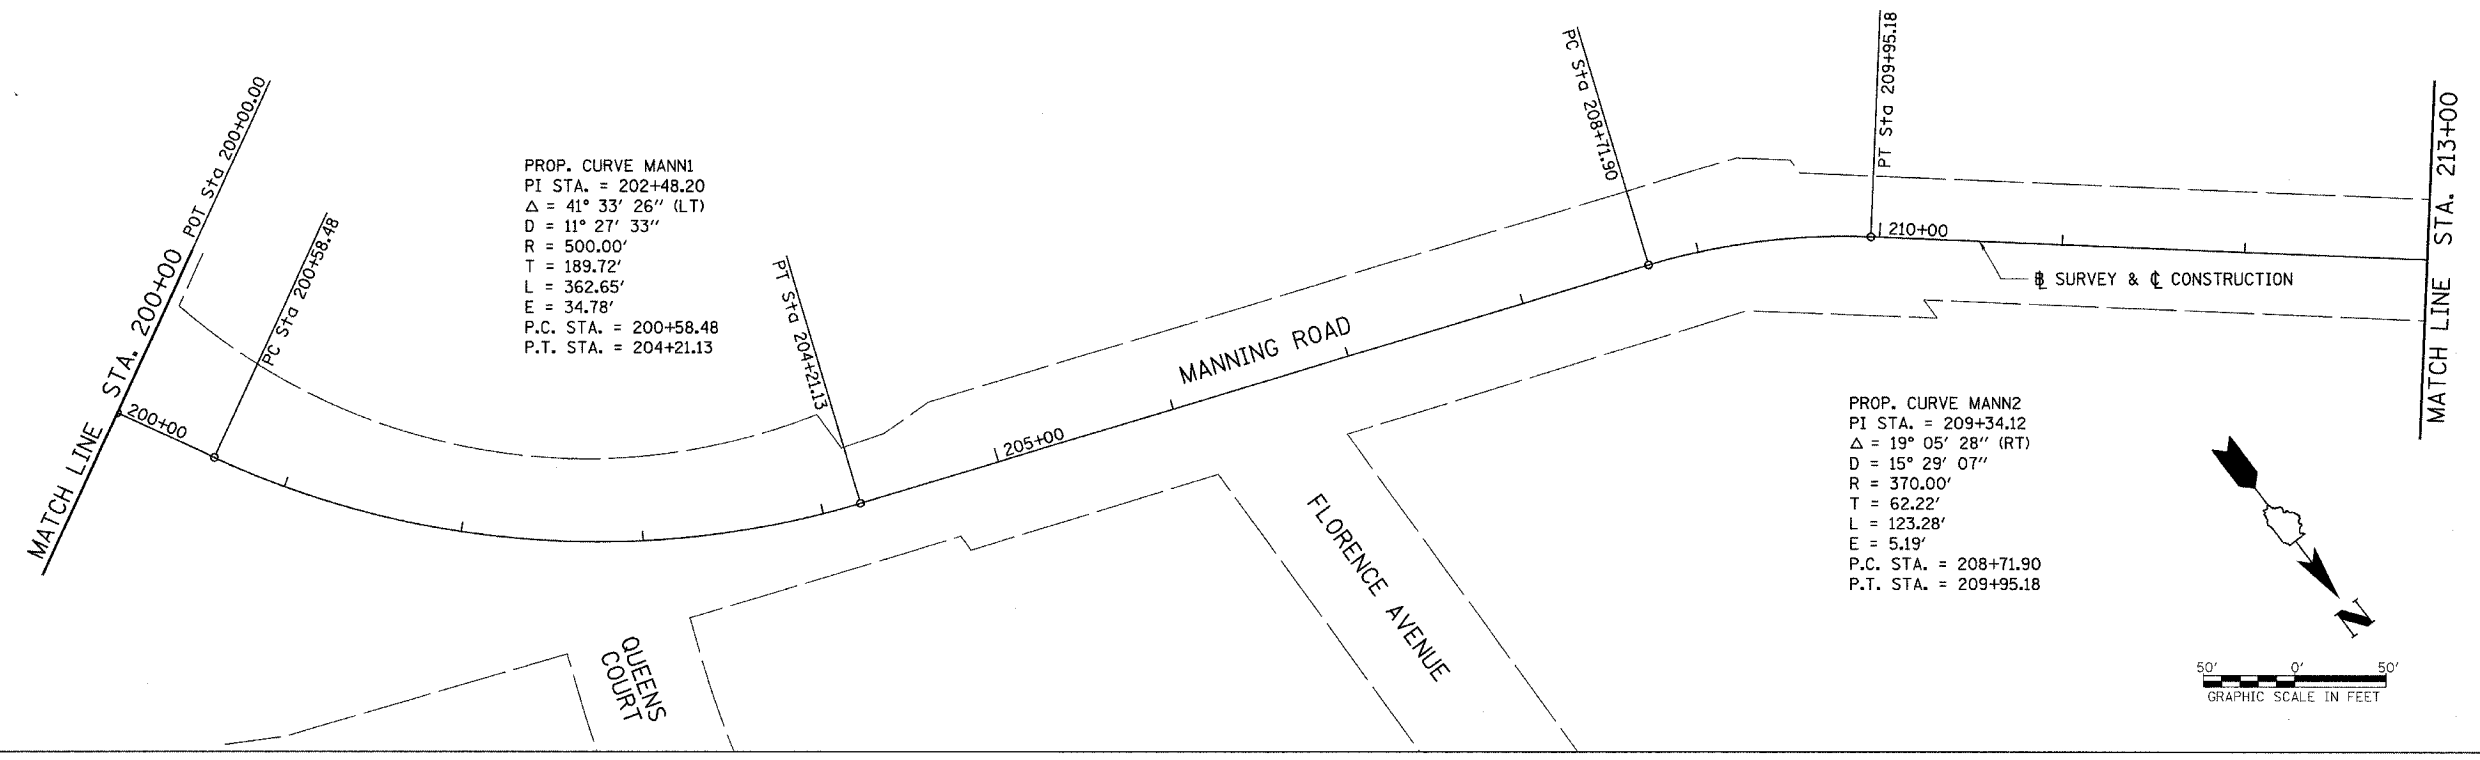 POT Sta 200+00.00
MATCH LINE STA. 200+00
200+00
PC Sta 200+58.48
PROP. CURVE MANN1
PI STA. = 202+48.20
Δ = 41° 33' 26" (LT)
D = 11° 27' 33"
R = 500.00'
T = 189.72'
L = 362.65'
E = 34.78'
P.C. STA. = 200+58.48
P.T. STA. = 204+21.13
PT Sta 204+21.13
205+00
MANNING ROAD
QUEENS
COURT
FLORENCE AVENUE
PC Sta 208+71.90
PT Sta 209+95.18
210+00
℄ SURVEY & ℄ CONSTRUCTION
PROP. CURVE MANN2
PI STA. = 209+34.12
Δ = 19° 05' 28" (RT)
D = 15° 29' 07"
R = 370.00'
T = 62.22'
L = 123.28'
E = 5.19'
P.C. STA. = 208+71.90
P.T. STA. = 209+95.18
MATCH LINE STA. 213+00
N
50' 0' 50'
GRAPHIC SCALE IN FEET